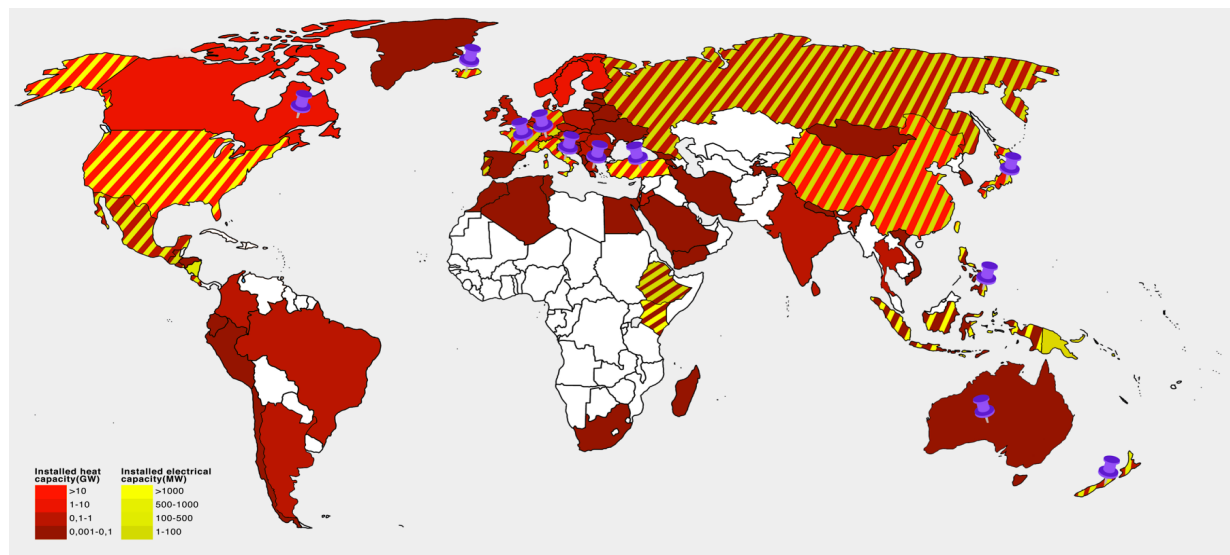 Installed heat
capacity(GW)
>10
1-10
0,1-1
0,001-0,1
Installed electrical
capacity(MW)
>1000
500-1000
100-500
1-100